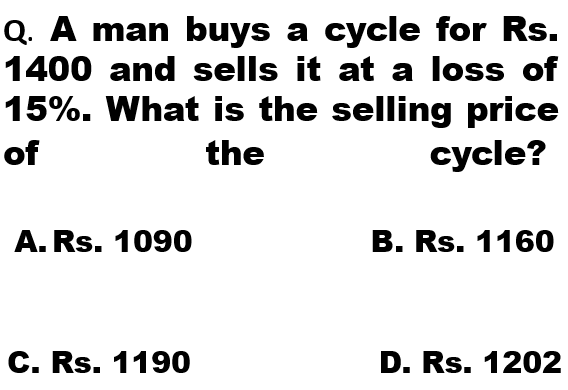 Q. A man buys a cycle for Rs.
1400 and sells it at a loss of
15%. What is the selling price
of the cycle?
A. Rs. 1090 B. Rs. 1160
C. Rs. 1190 D. Rs. 1202